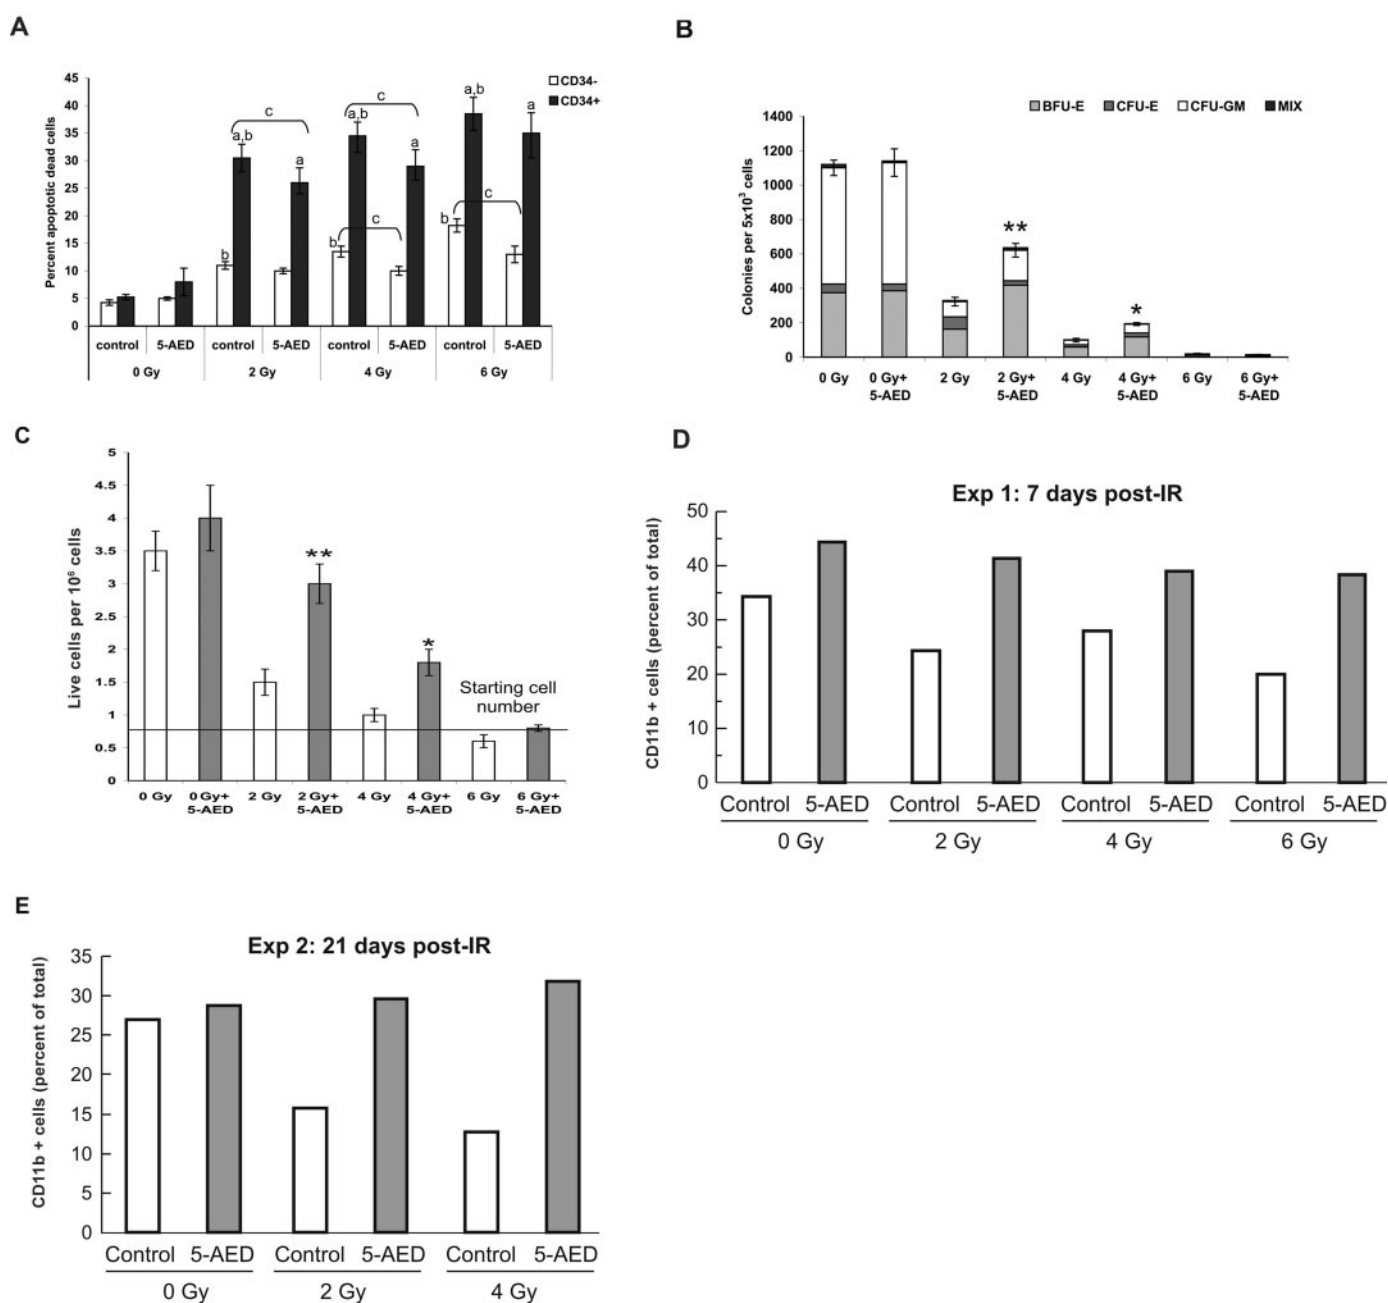 A
Percent apoptotic dead cells
45
40
35
30
25
20
15
10
5
0
CD34-
CD34+
c
c
a,b
a
a,b
a,b
a
a
c
c
b
b
b
control 5-AED control 5-AED control 5-AED control 5-AED
0 Gy 2 Gy 4 Gy 6 Gy
B
BFU-E CFU-E CFU-GM MIX
Colonies per 5x10³ cells
1400
1200
1000
800
600
400
200
0
**
*
0 Gy 0 Gy+ 5-AED 2 Gy 2 Gy+ 5-AED 4 Gy 4 Gy+ 5-AED 6 Gy 6 Gy+ 5-AED
C
Live cells per 10⁶ cells
5
4.5
4
3.5
3
2.5
2
1.5
1
0.5
0
**
*
Starting cell
number
0 Gy 0 Gy+ 5-AED 2 Gy 2 Gy+ 5-AED 4 Gy 4 Gy+ 5-AED 6 Gy 6 Gy+ 5-AED
D
Exp 1: 7 days post-IR
CD11b + cells (percent of total)
50
40
30
20
10
0
Control 5-AED Control 5-AED Control 5-AED Control 5-AED
0 Gy 2 Gy 4 Gy 6 Gy
E
Exp 2: 21 days post-IR
CD11b + cells (percent of total)
35
30
25
20
15
10
5
0
Control 5-AED Control 5-AED Control 5-AED
0 Gy 2 Gy 4 Gy